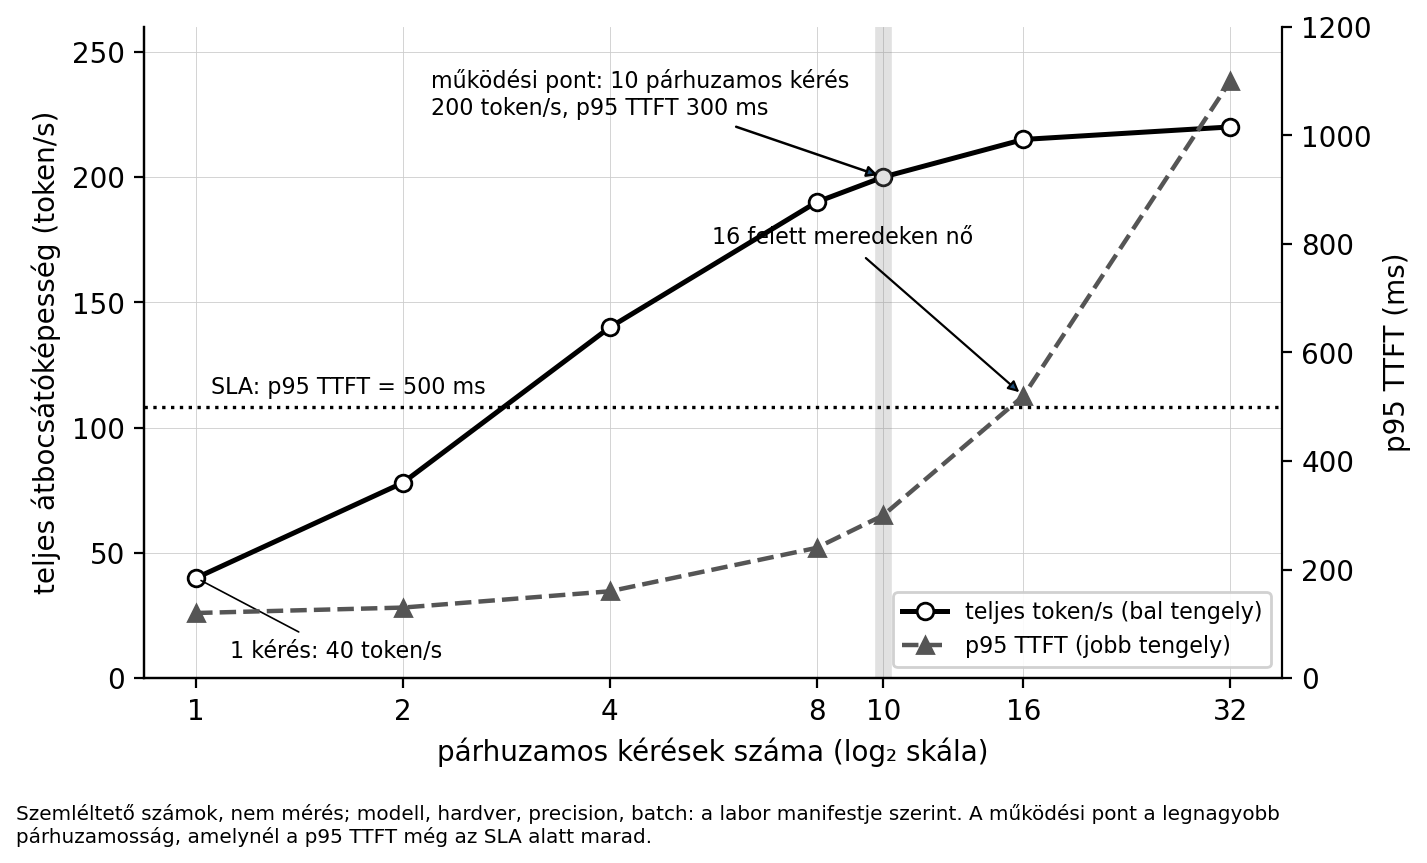 250
200
150
100
50
0
teljes átbocsátóképesség (token/s)
1200
1000
800
600
400
200
0
p95 TTFT (ms)
működési pont: 10 párhuzamos kérés
200 token/s, p95 TTFT 300 ms
16 felett meredeken nő
SLA: p95 TTFT = 500 ms
1 kérés: 40 token/s
teljes token/s (bal tengely)
p95 TTFT (jobb tengely)
1 2 4 8 10 16 32
párhuzamos kérések száma (log₂ skála)
Szemléltető számok, nem mérés; modell, hardver, precision, batch: a labor manifestje szerint. A működési pont a legnagyobb
párhuzamosság, amelynél a p95 TTFT még az SLA alatt marad.